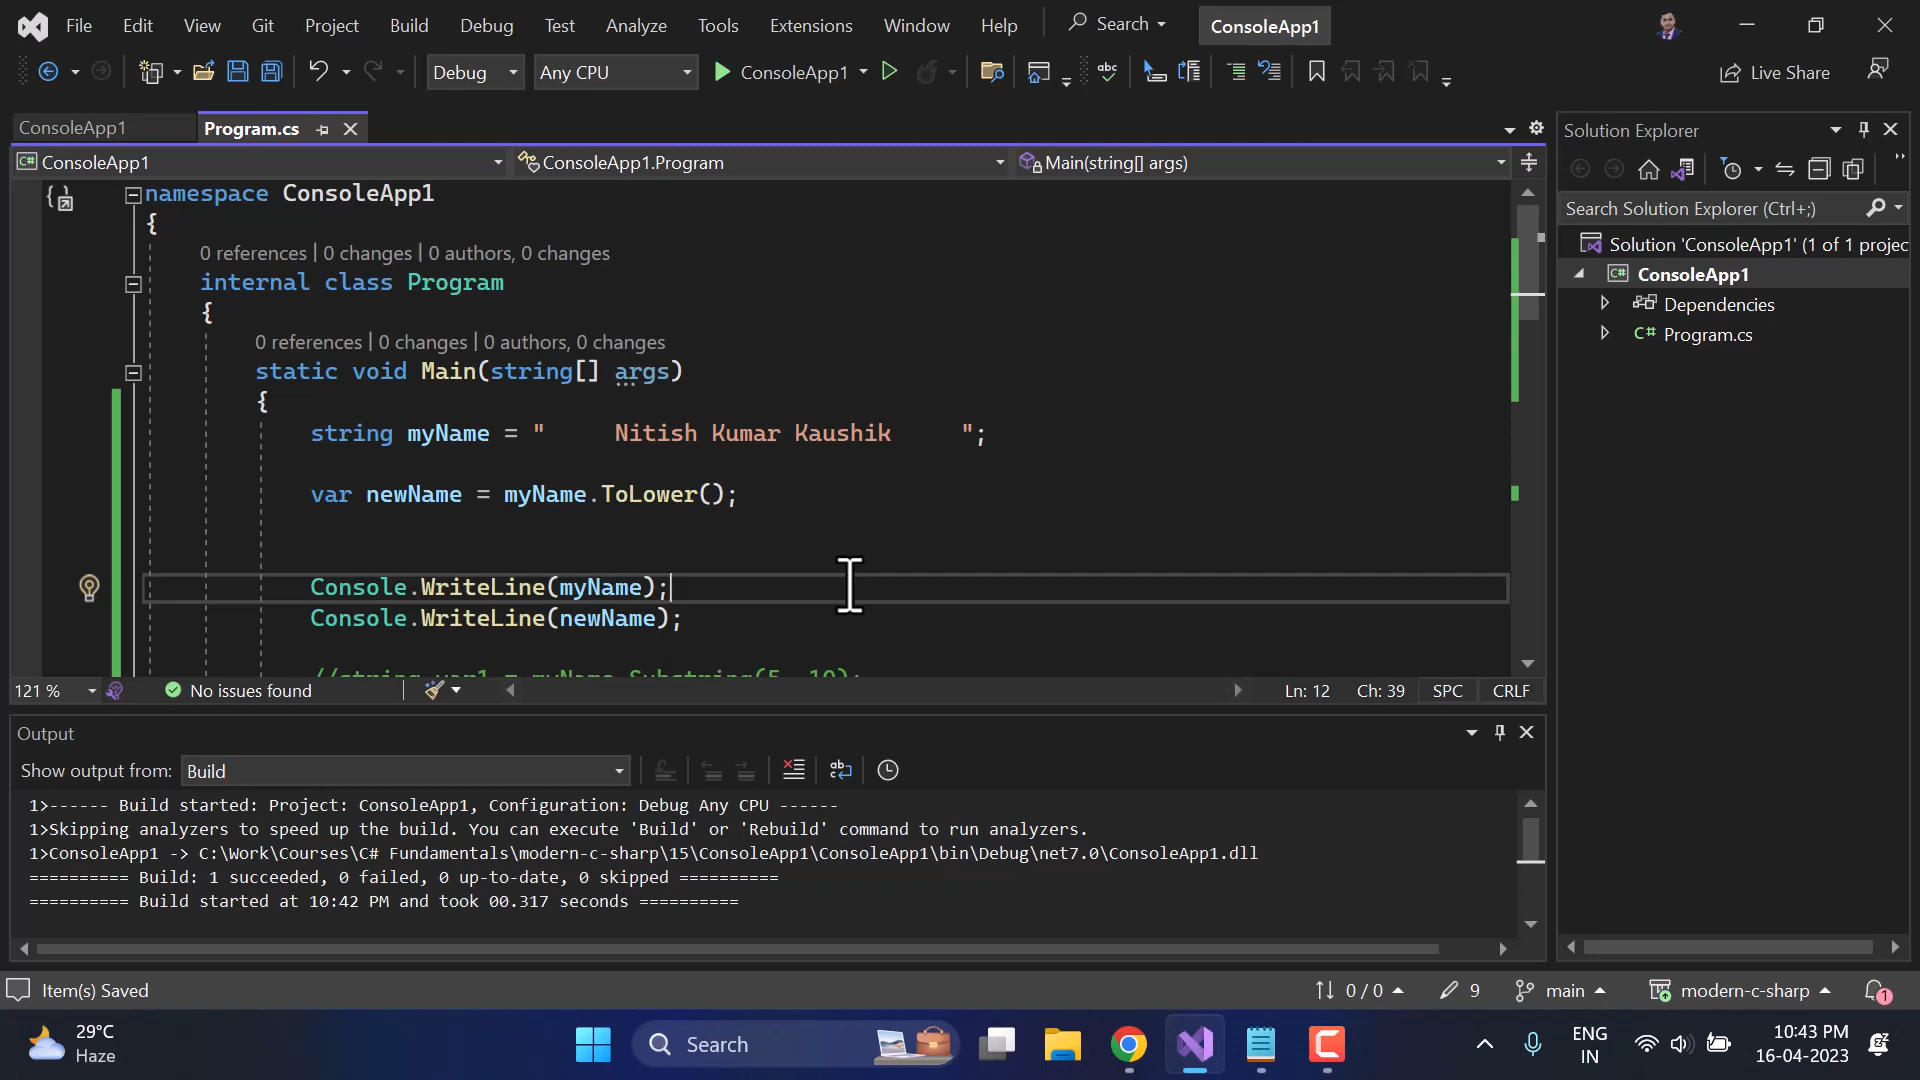 File Edit View Git Project Build Debug Test Analyze Tools Extensions Window Help Search ConsoleApp1
Debug Any CPU ConsoleApp1 Live Share
ConsoleApp1 Program.cs
ConsoleApp1 ConsoleApp1.Program Main(string[] args)
namespace ConsoleApp1
{
0 references | 0 changes | 0 authors, 0 changes
internal class Program
{
0 references | 0 changes | 0 authors, 0 changes
static void Main(string[] args)
{
string myName = "     Nitish Kumar Kaushik     ";
var newName = myName.ToLower();
Console.WriteLine(myName);
Console.WriteLine(newName);
//string var1 = myName.Substring(5, 10);
121 % No issues found Ln: 12 Ch: 39 SPC CRLF
Output
Show output from: Build
1>------ Build started: Project: ConsoleApp1, Configuration: Debug Any CPU ------
1>Skipping analyzers to speed up the build. You can execute 'Build' or 'Rebuild' command to run analyzers.
1>ConsoleApp1 -> C:\Work\Courses\C# Fundamentals\modern-c-sharp\15\ConsoleApp1\ConsoleApp1\bin\Debug\net7.0\ConsoleApp1.dll
========== Build: 1 succeeded, 0 failed, 0 up-to-date, 0 skipped ==========
========== Build started at 10:42 PM and took 00.317 seconds ==========
Solution Explorer
Search Solution Explorer (Ctrl+;)
Solution 'ConsoleApp1' (1 of 1 projec
ConsoleApp1
Dependencies
C# Program.cs
Item(s) Saved 0 / 0 9 main modern-c-sharp 1
29°C
Haze
Search
ENG
IN
10:43 PM
16-04-2023